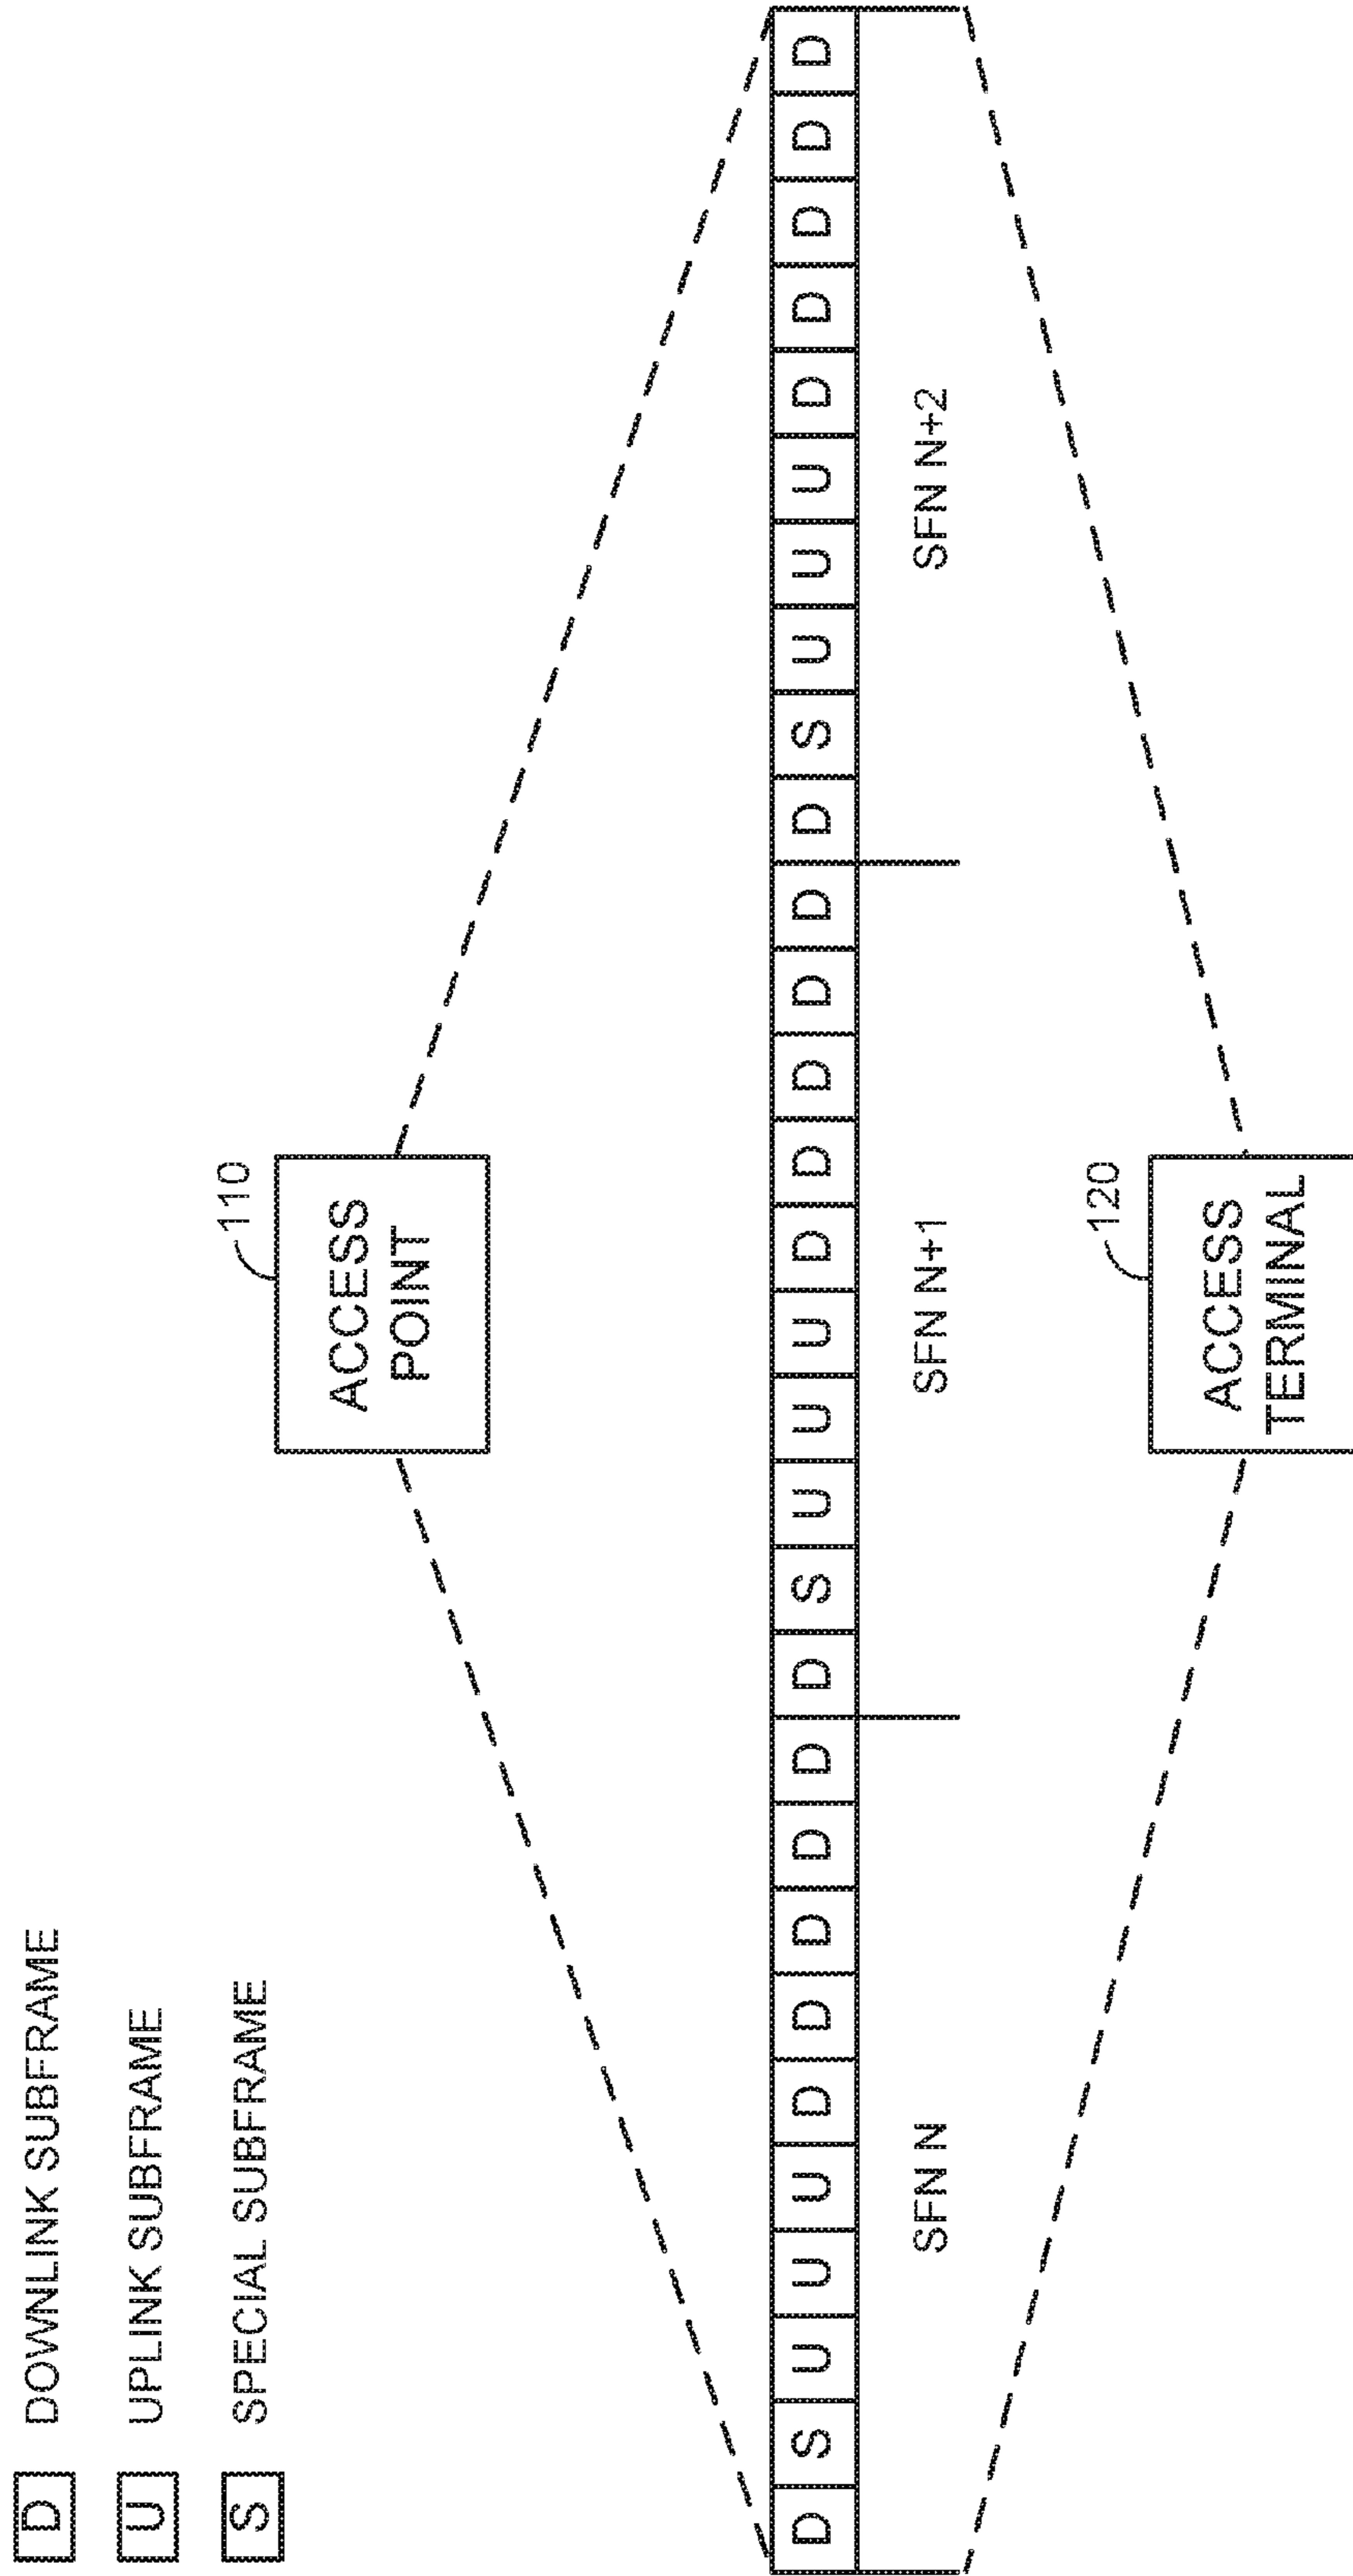 D DOWNLINK SUBFRAME
U UPLINK SUBFRAME
S SPECIAL SUBFRAME
110
ACCESS
POINT
D S U U U D D D D D D S U U U D D D D D D S U U U D D D D D
SFN N SFN N+1 SFN N+2
120
ACCESS
TERMINAL